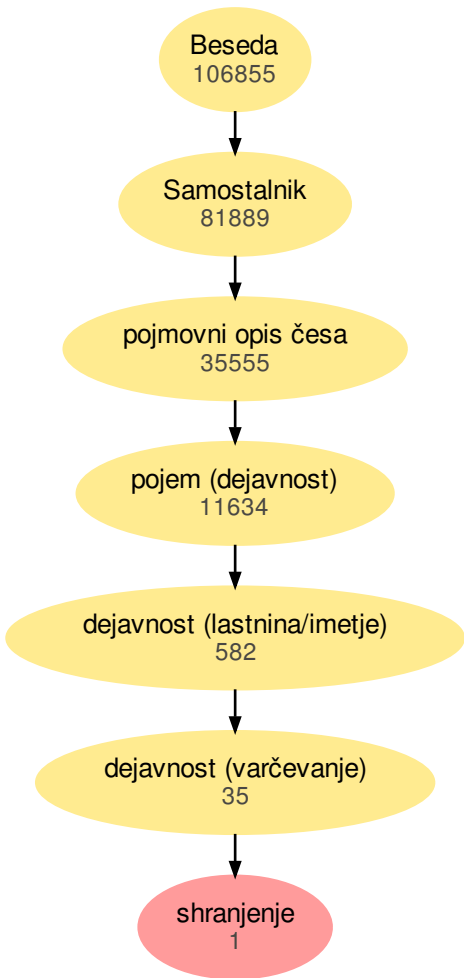 Beseda
106855
Samostalnik
81889
pojmovni opis česa
35555
pojem (dejavnost)
11634
dejavnost (lastnina/imetje)
582
dejavnost (varčevanje)
35
shranjenje
1